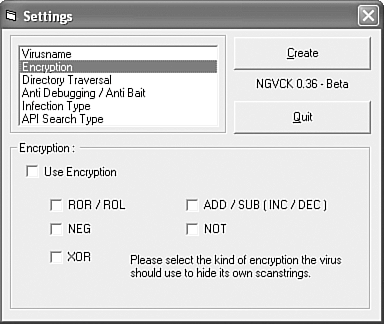 Settings
Virusname
Encryption
Directory Traversal
Anti Debugging / Anti Bait
Infection Type
API Search Type
Create
NGVCK 0.36 - Beta
Quit
Encryption :
Use Encryption
ROR / ROL
ADD / SUB ( INC / DEC )
NEG
NOT
XOR
Please select the kind of encryption the virus
should use to hide its own scanstrings.